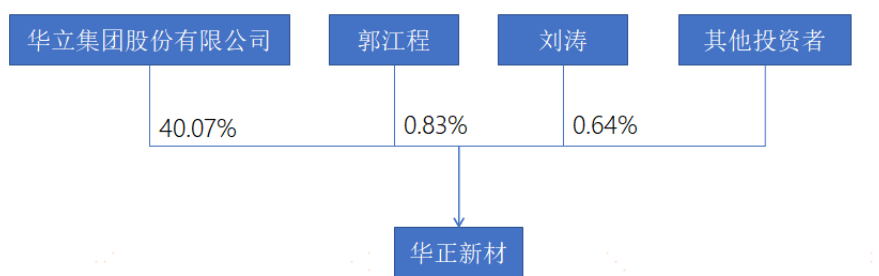 华立集团股份有限公司
郭江程
刘涛
其他投资者
40.07%
0.83%
0.64%
华正新材